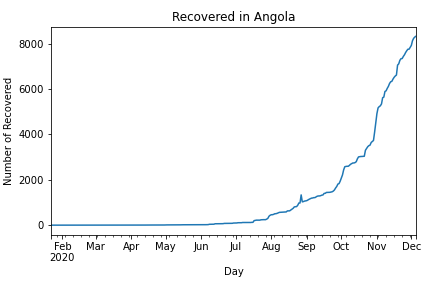 Recovered in Angola
Number of Recovered
8000
6000
4000
2000
0
Feb Mar Apr May Jun Jul Aug Sep Oct Nov Dec
2020
Day